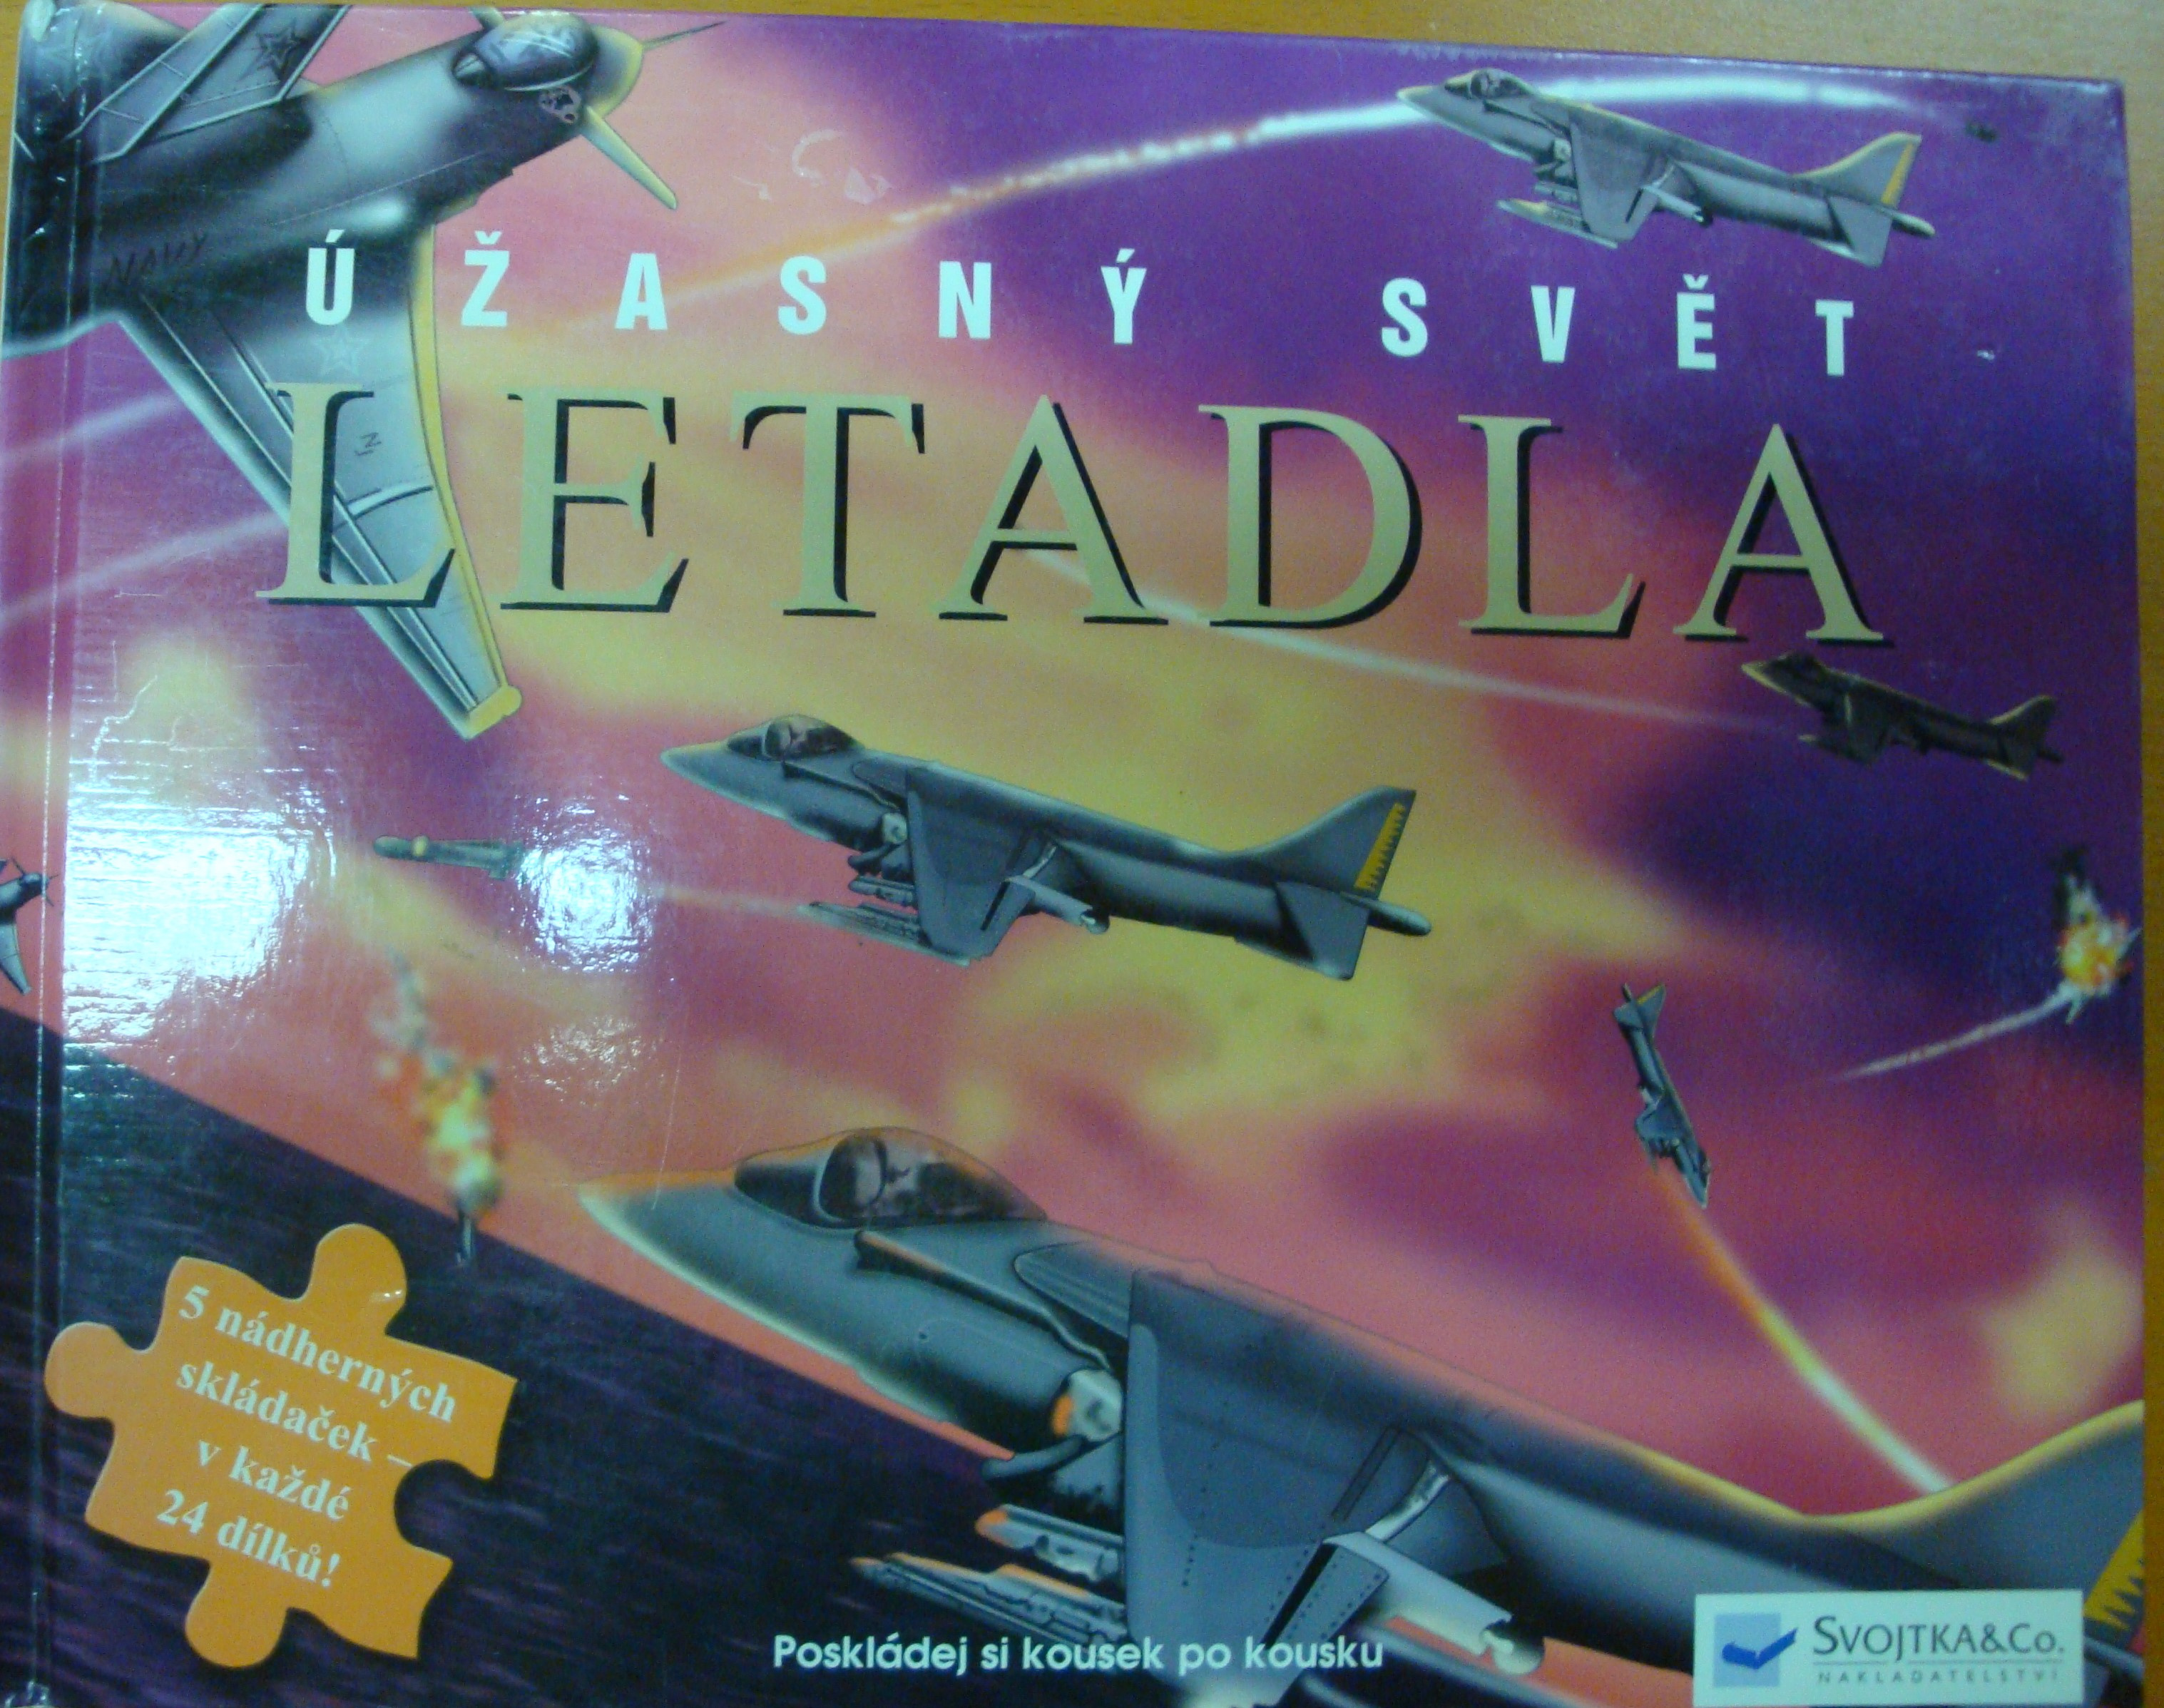 NAVY
ÚŽASNÝ SVĚT
LETADLA
5 nádherných
skládaček –
v každé
24 dílků!
Poskládej si kousek po kousku
SVOJTKA&CO.
NAKLADATELSTVÍ